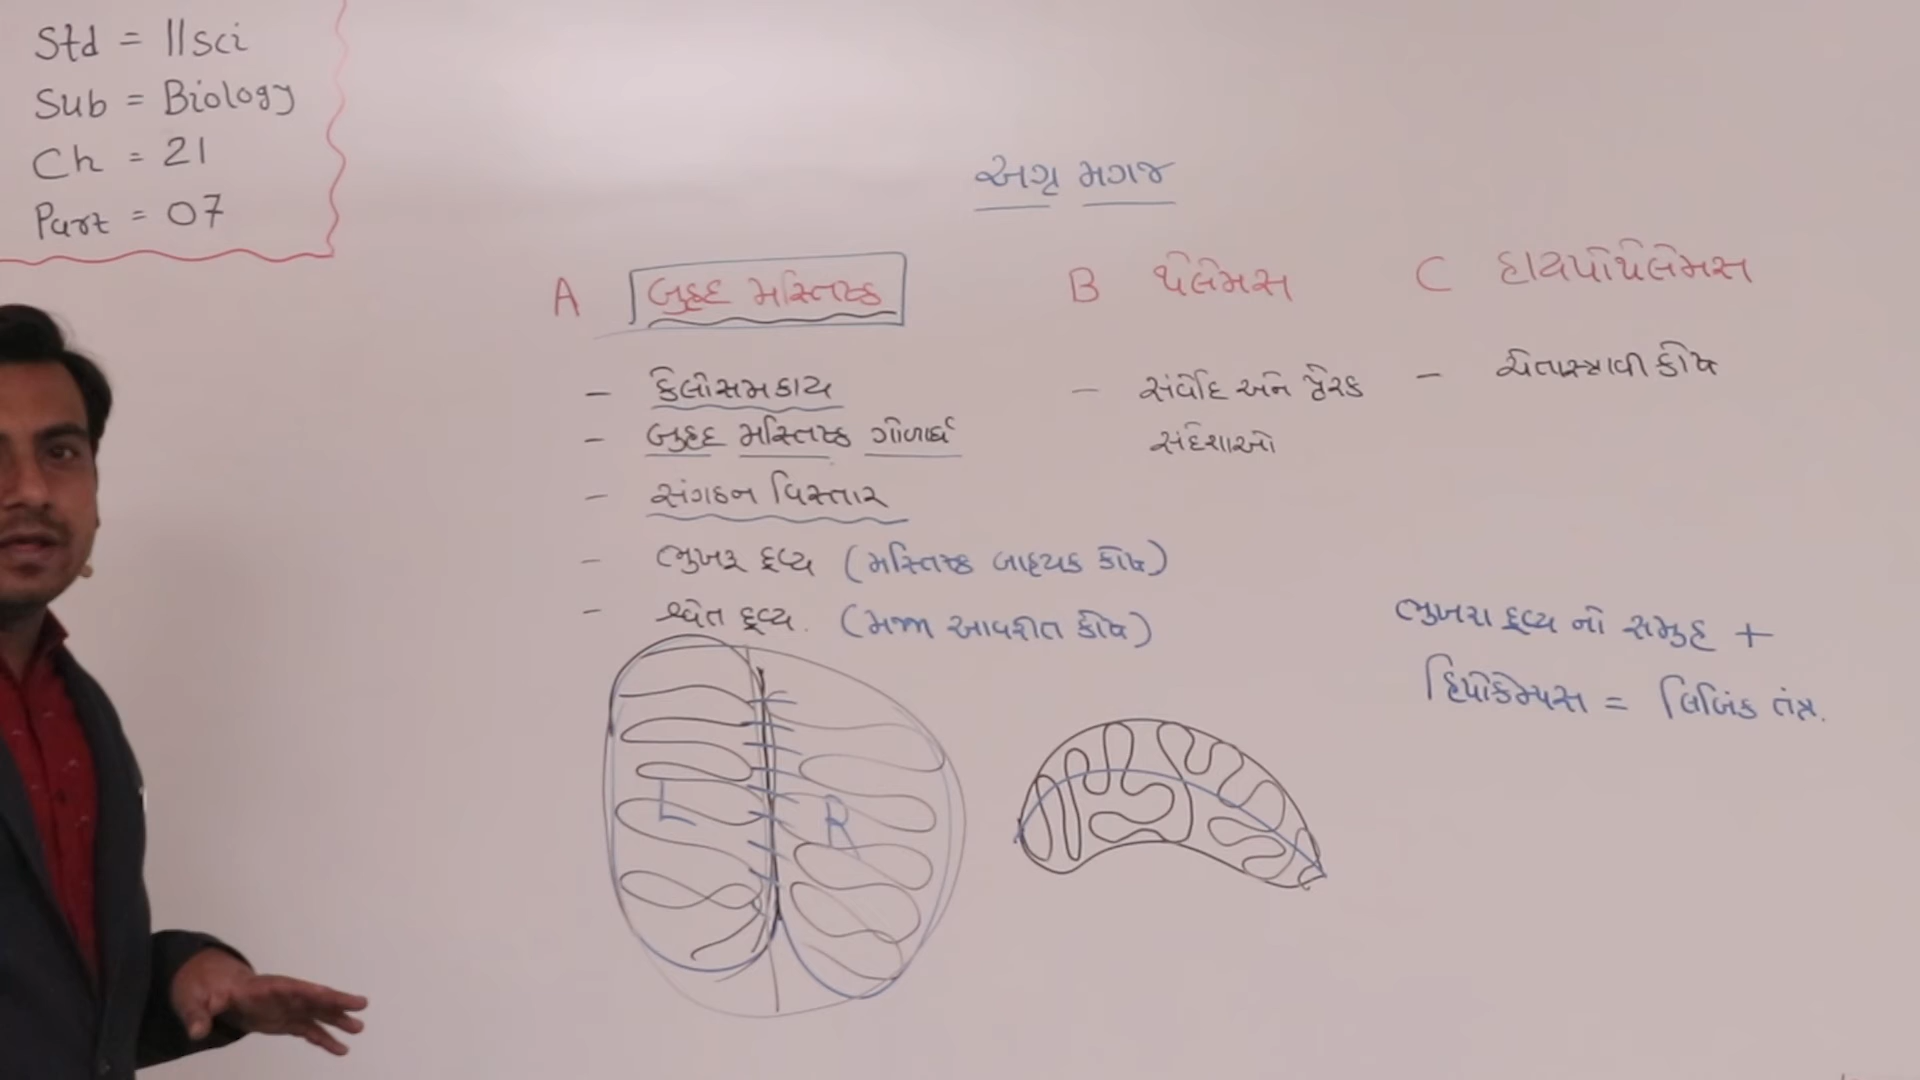 Std = 11sci
Sub = Biology
Ch = 21
Part = 07
અગ્ર મગજ
A બૃહદ મસ્તિષ્ક
B થેલેમસ
C હાયપોથેલેમસ
- કેલોસમકાય
- બૃહદ મસ્તિષ્ક ગોળાર્ધ
- સંગઠન વિસ્તાર
- ભુખરૂ દ્રવ્ય (મસ્તિષ્ક બાહ્યક કોષ)
- શ્વેત દ્રવ્ય. (મજ્જા આવરીત કોષ)
- સંવેદિ અને પ્રેરક
સંદેશાઓ
- ચેતાસ્ત્રાવી કોષ
ભુખરા દ્રવ્ય નો સમુહ +
હિપોકેમ્પસ = લિંબિક તંત્ર.
L
R